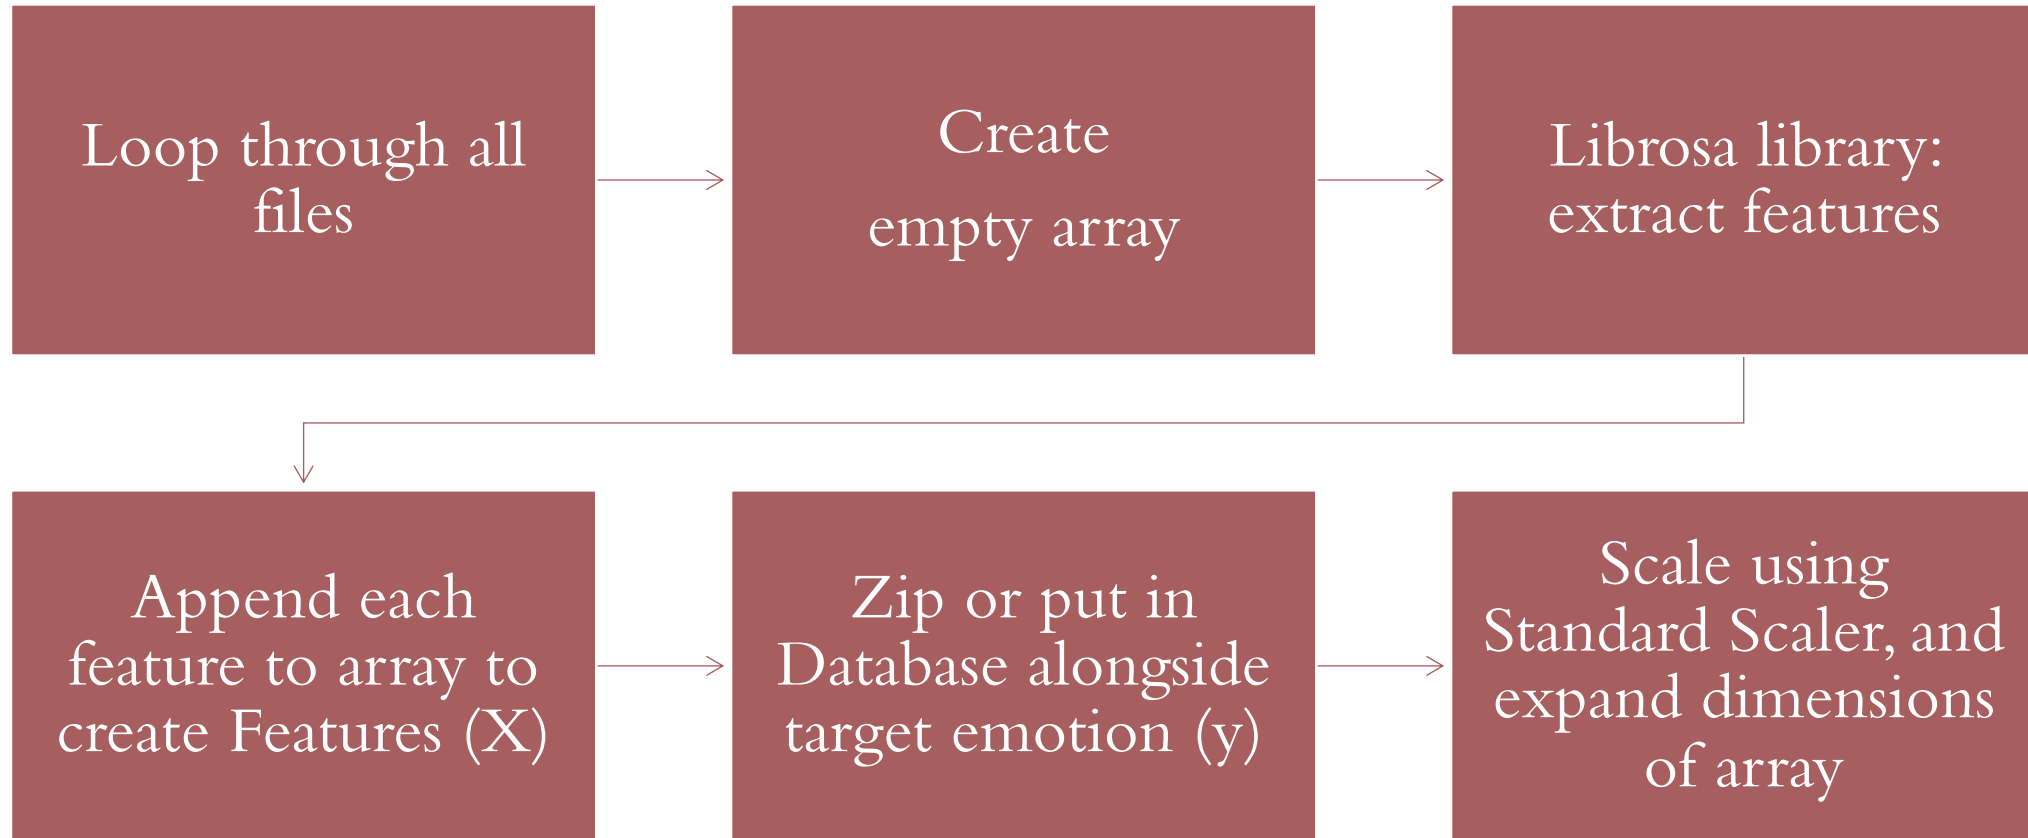 Loop through all
files
Create
empty array
Librosa library:
extract features
Append each
feature to array to
create Features (X)
Zip or put in
Database alongside
target emotion (y)
Scale using
Standard Scaler, and
expand dimensions
of array